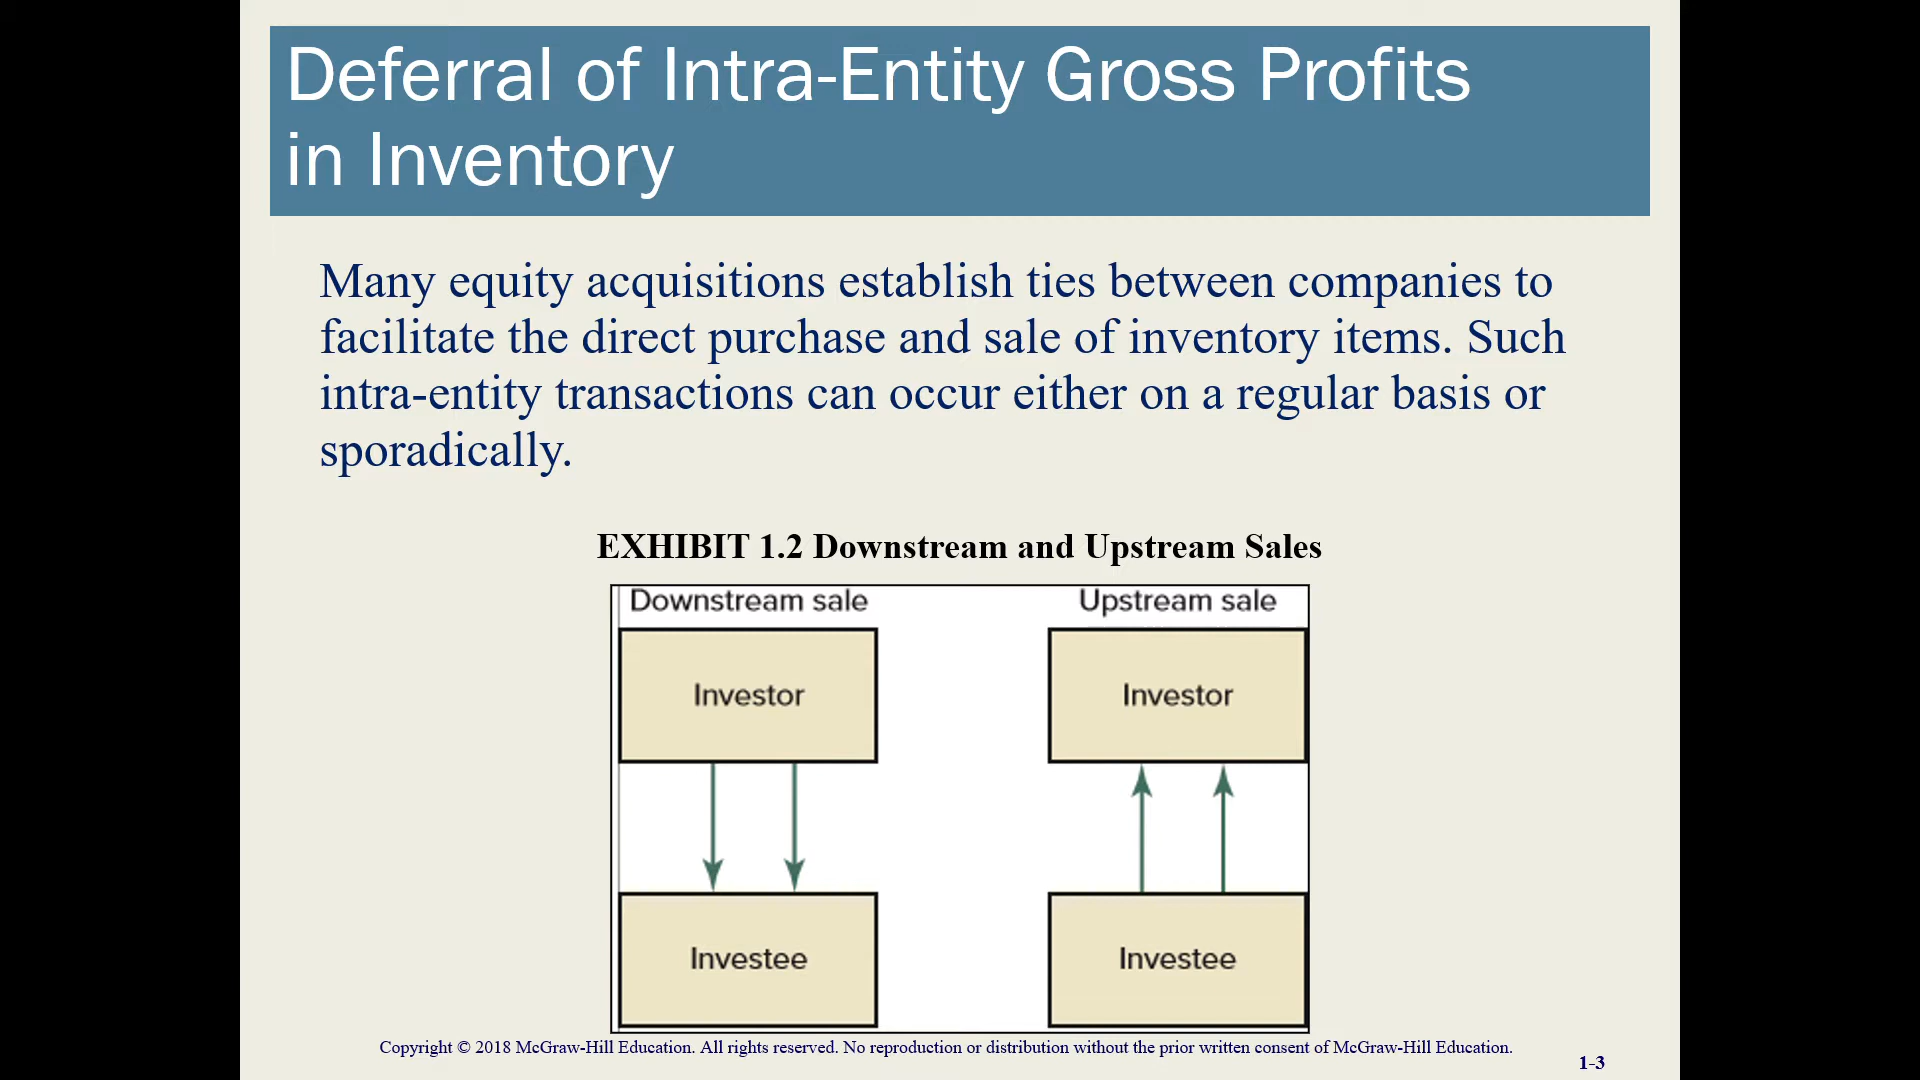 Deferral of Intra-Entity Gross Profits
in Inventory
Many equity acquisitions establish ties between companies to
facilitate the direct purchase and sale of inventory items. Such
intra-entity transactions can occur either on a regular basis or
sporadically.
EXHIBIT 1.2 Downstream and Upstream Sales
Downstream sale
Upstream sale
Investor
Investor
Investee
Investee
Copyright © 2018 McGraw-Hill Education. All rights reserved. No reproduction or distribution without the prior written consent of McGraw-Hill Education.
1-3